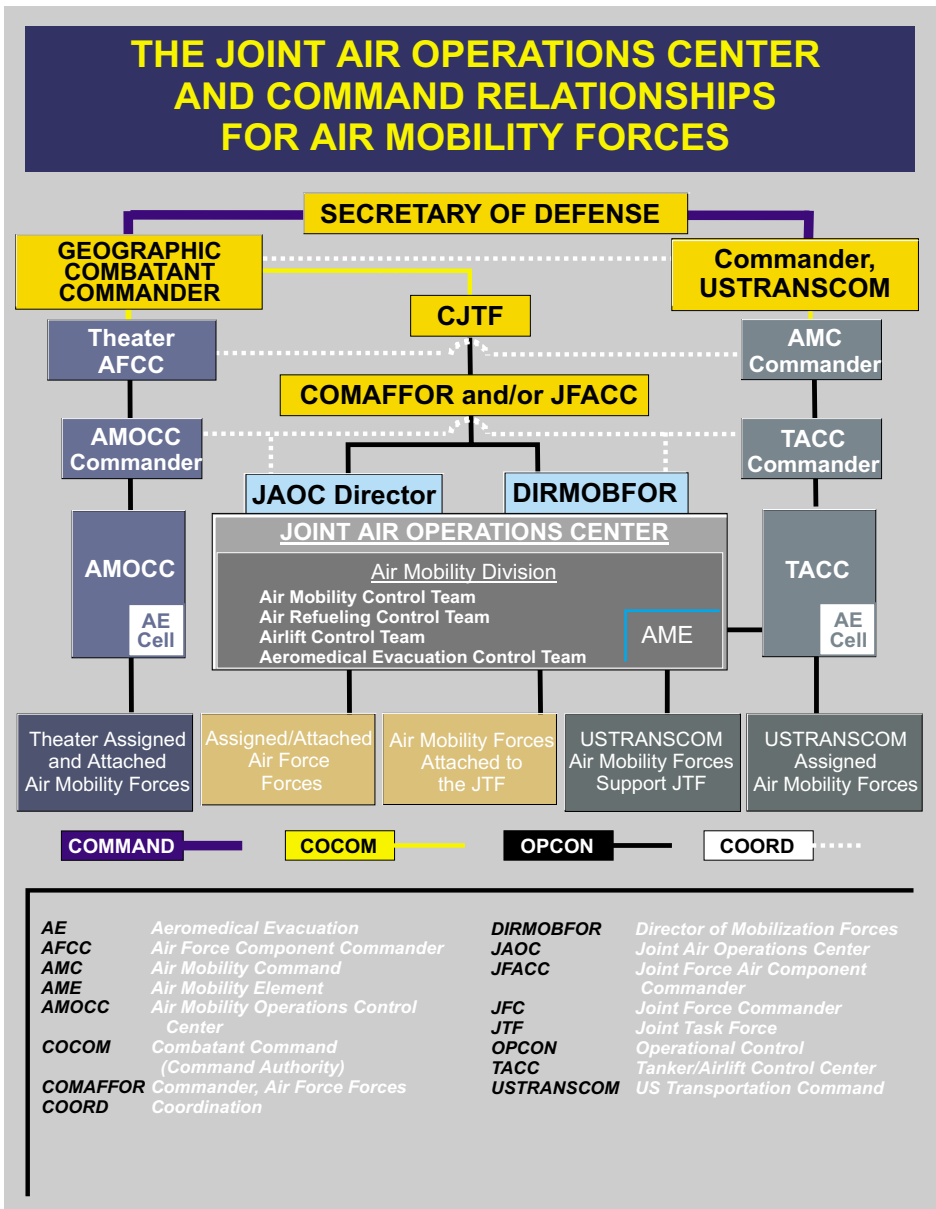 THE JOINT AIR OPERATIONS CENTER
AND COMMAND RELATIONSHIPS
FOR AIR MOBILITY FORCES
SECRETARY OF DEFENSE
GEOGRAPHIC
COMBATANT
COMMANDER
Commander,
USTRANSCOM
CJTF
Theater
AFCC
AMC
Commander
COMAFFOR and/or JFACC
AMOCC
Commander
TACC
Commander
JAOC Director
DIRMOBFOR
JOINT AIR OPERATIONS CENTER
AMOCC
AE
Cell
Air Mobility Division
Air Mobility Control Team
Air Refueling Control Team
Airlift Control Team
Aeromedical Evacuation Control Team
AME
TACC
AE
Cell
Theater Assigned
and Attached
Air Mobility Forces
Assigned/Attached
Air Force
Forces
Air Mobility Forces
Attached to
the JTF
USTRANSCOM
Air Mobility Forces
Support JTF
USTRANSCOM
Assigned
Air Mobility Forces
COMMAND
COCOM
OPCON
COORD
AE Aeromedical Evacuation
AFCC Air Force Component Commander
AMC Air Mobility Command
AME Air Mobility Element
AMOCC Air Mobility Operations Control
Center
COCOM Combatant Command
(Command Authority)
COMAFFOR Commander, Air Force Forces
COORD Coordination
DIRMOBFOR Director of Mobilization Forces
JAOC Joint Air Operations Center
JFACC Joint Force Air Component
Commander
JFC Joint Force Commander
JTF Joint Task Force
OPCON Operational Control
TACC Tanker/Airlift Control Center
USTRANSCOM US Transportation Command